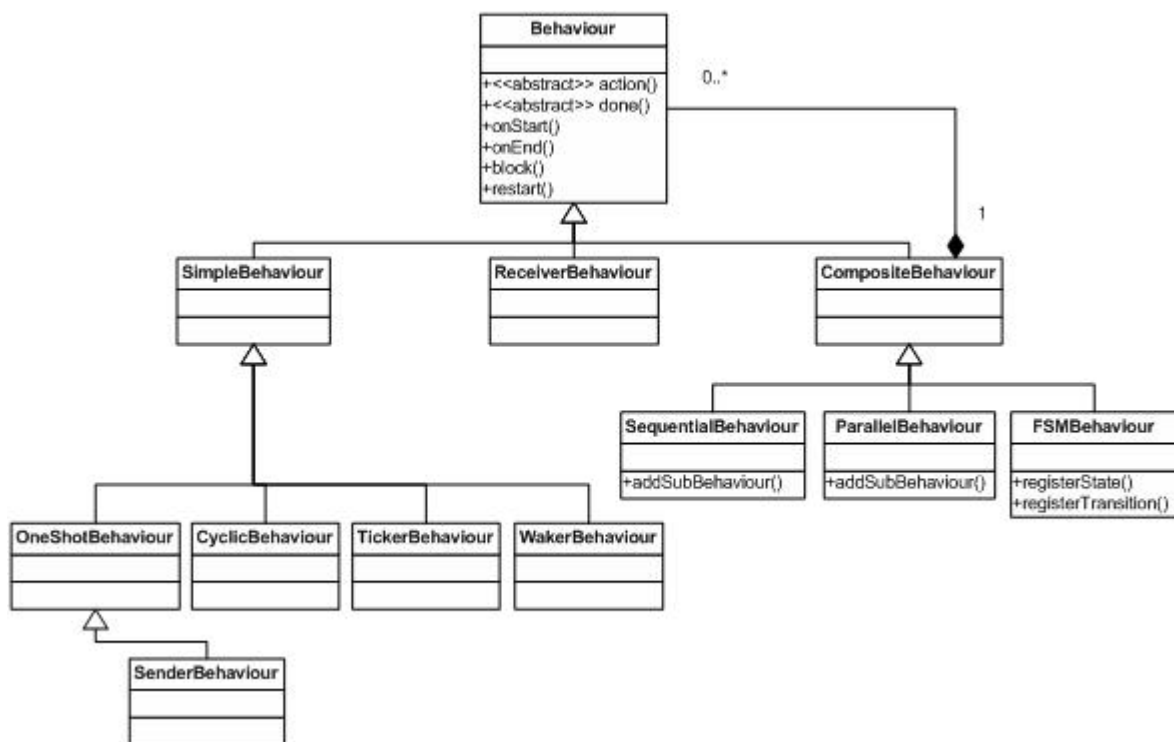 Behaviour
+<<abstract>> action()
+<<abstract>> done()
+onStart()
+onEnd()
+block()
+restart()
0..*
1
SimpleBehaviour
ReceiverBehaviour
CompositeBehaviour
SequentialBehaviour
+addSubBehaviour()
ParallelBehaviour
+addSubBehaviour()
FSMBehaviour
+registerState()
+registerTransition()
OneShotBehaviour
CyclicBehaviour
TickerBehaviour
WakerBehaviour
SenderBehaviour